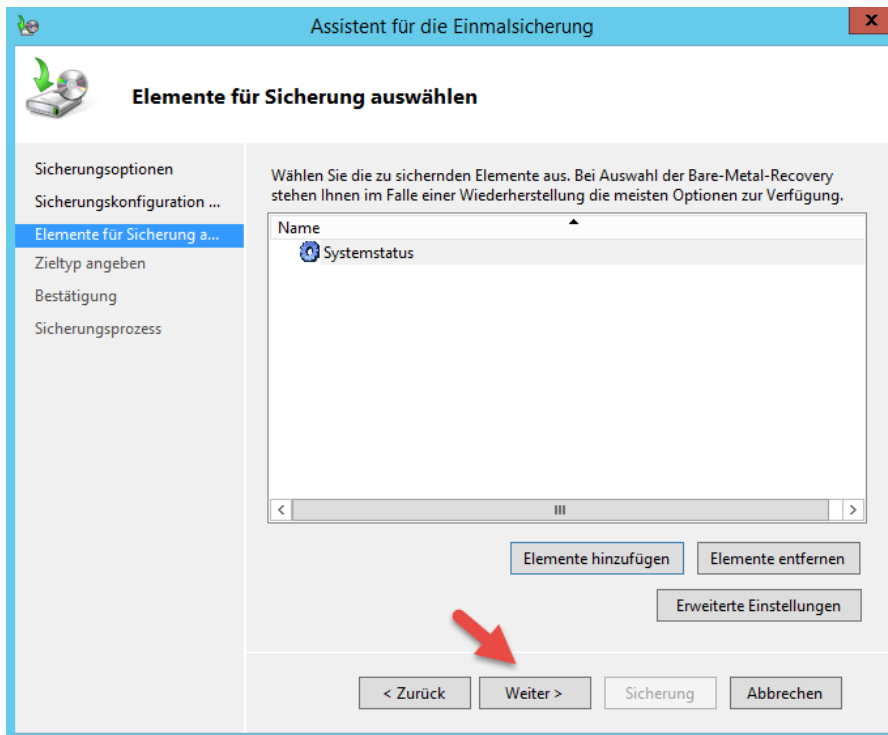 Assistent für die Einmalsicherung
x
Elemente für Sicherung auswählen
Sicherungsoptionen
Sicherungskonfiguration ...
Elemente für Sicherung a...
Zieltyp angeben
Bestätigung
Sicherungsprozess
Wählen Sie die zu sichernden Elemente aus. Bei Auswahl der Bare-Metal-Recovery
stehen Ihnen im Falle einer Wiederherstellung die meisten Optionen zur Verfügung.
Name
Systemstatus
Elemente hinzufügen
Elemente entfernen
Erweiterte Einstellungen
< Zurück
Weiter >
Sicherung
Abbrechen